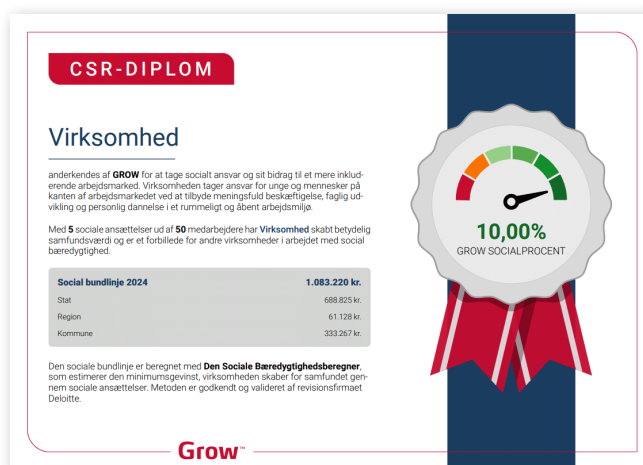 CSR-DIPLOM
Virksomhed
anderkendes af GROW for at tage socialt ansvar og sit bidrag til et mere inklud-
erende arbejdsmarked. Virksomheden tager ansvar for unge og mennesker på
kanten af arbejdsmarkedet ved at tilbyde meningsfuld beskæftigelse, faglig ud-
vikling og personlig dannelse i et rummeligt og åbent arbejdsmiljø.
Med 5 sociale ansættelser ud af 50 medarbejdere har Virksomhed skabt betydelig
samfundsværdi og er et forbillede for andre virksomheder i arbejdet med social
bæredygtighed.
Social bundlinje 2024 1.083.220 kr.
Stat 688.825 kr.
Region 61.128 kr.
Kommune 333.267 kr.
Den sociale bundlinje er beregnet med Den Sociale Bæredygtighedsberegner,
som estimerer den minimumsgevinst, virksomheden skaber for samfundet gen-
nem sociale ansættelser. Metoden er godkendt og valideret af revisionsfirmaet
Deloitte.
10,00%
GROW SOCIALPROCENT
Grow™